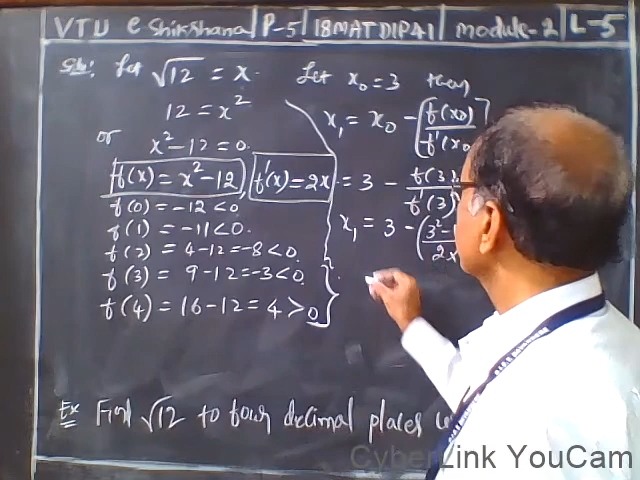 VTU e Shikshana | P-5 | 18MATDIP41 | module-2 | L-5
Soln: Let √12 = x.
12 = x²
or x²-12 = 0.
f(x) = x²-12, f'(x) = 2x
f(0) = -12 < 0
f(1) = -11 < 0.
f(2) = 4-12 = -8 < 0.
f(3) = 9-12 = -3 < 0.
f(4) = 16-12 = 4 > 0
Let x₀ = 3 then
x₁ = x₀ - f(x₀)/f'(x₀
= 3 - f(3)/f'(3)
x₁ = 3 - (3²-1/2x
Ex Find √12 to four decimal places
CyberLink YouCam